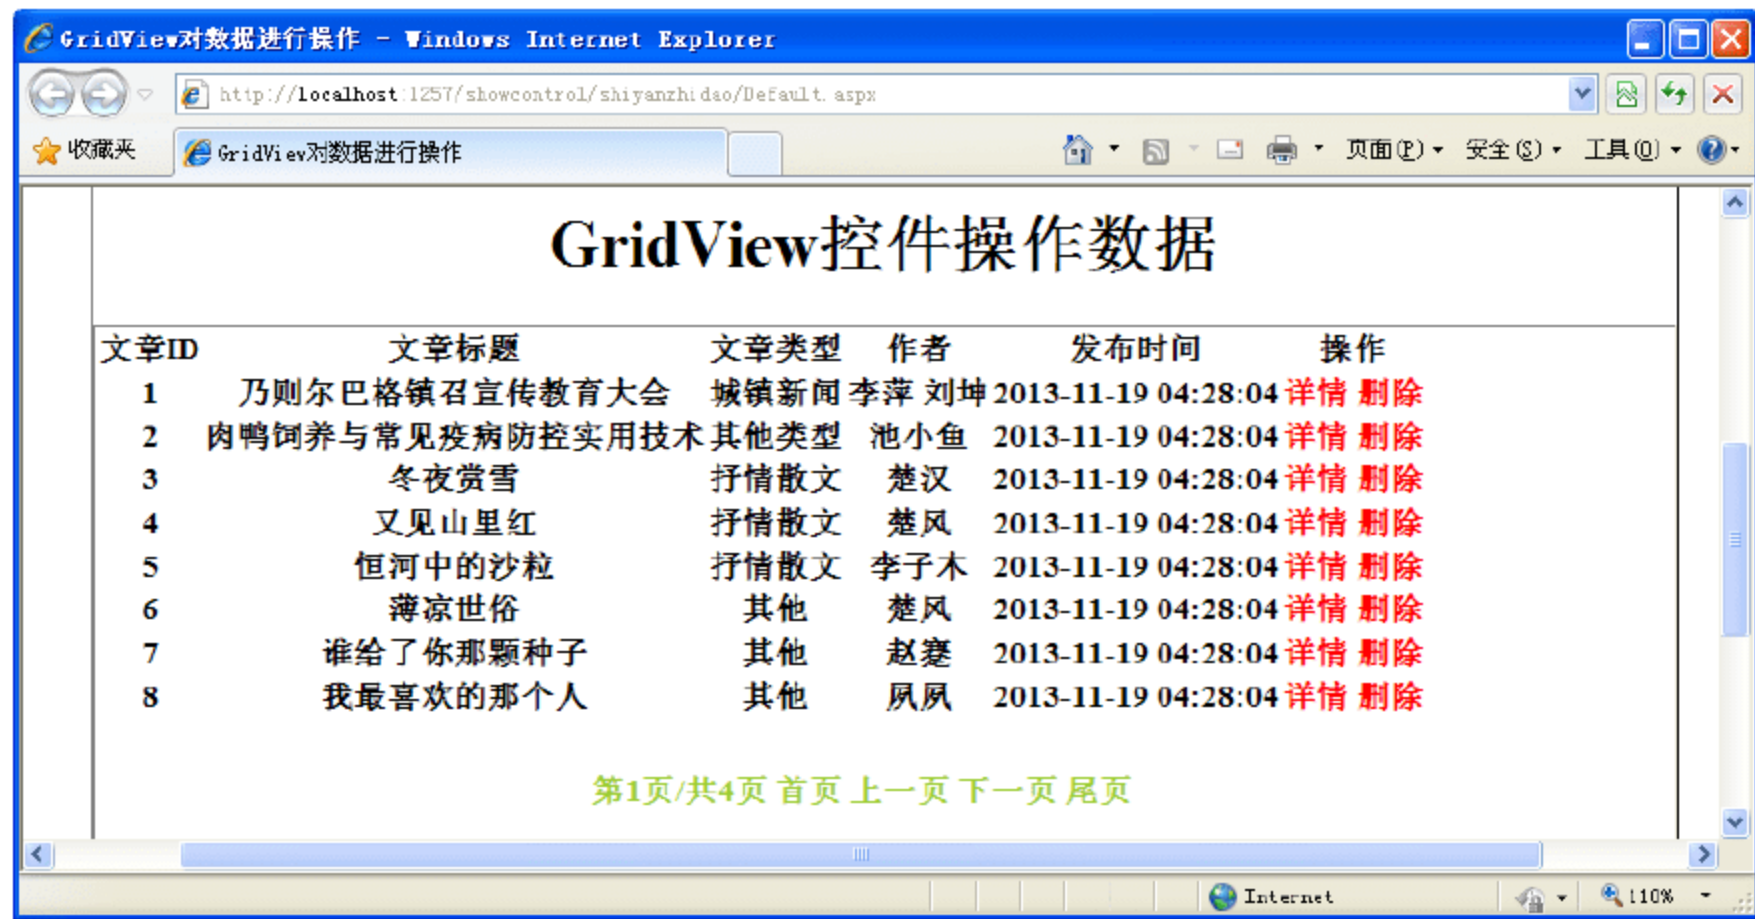 GridView对数据进行操作 - Windows Internet Explorer
http://localhost:1257/showcontrol/shiyanzhidao/Default.aspx
收藏夹 GridView对数据进行操作 页面(P) 安全(S) 工具(O)
GridView控件操作数据
文章ID 文章标题 文章类型 作者 发布时间 操作
1 乃则尔巴格镇召宣传教育大会 城镇新闻 李萍 刘坤 2013-11-19 04:28:04 详情 删除
2 肉鸭饲养与常见疫病防控实用技术 其他类型 池小鱼 2013-11-19 04:28:04 详情 删除
3 冬夜赏雪 抒情散文 楚汉 2013-11-19 04:28:04 详情 删除
4 又见山里红 抒情散文 楚风 2013-11-19 04:28:04 详情 删除
5 恒河中的沙粒 抒情散文 李子木 2013-11-19 04:28:04 详情 删除
6 薄凉世俗 其他 楚风 2013-11-19 04:28:04 详情 删除
7 谁给了你那颗种子 其他 赵蹇 2013-11-19 04:28:04 详情 删除
8 我最喜欢的那个人 其他 夙夙 2013-11-19 04:28:04 详情 删除
第1页/共4页 首页 上一页 下一页 尾页
Internet 110%